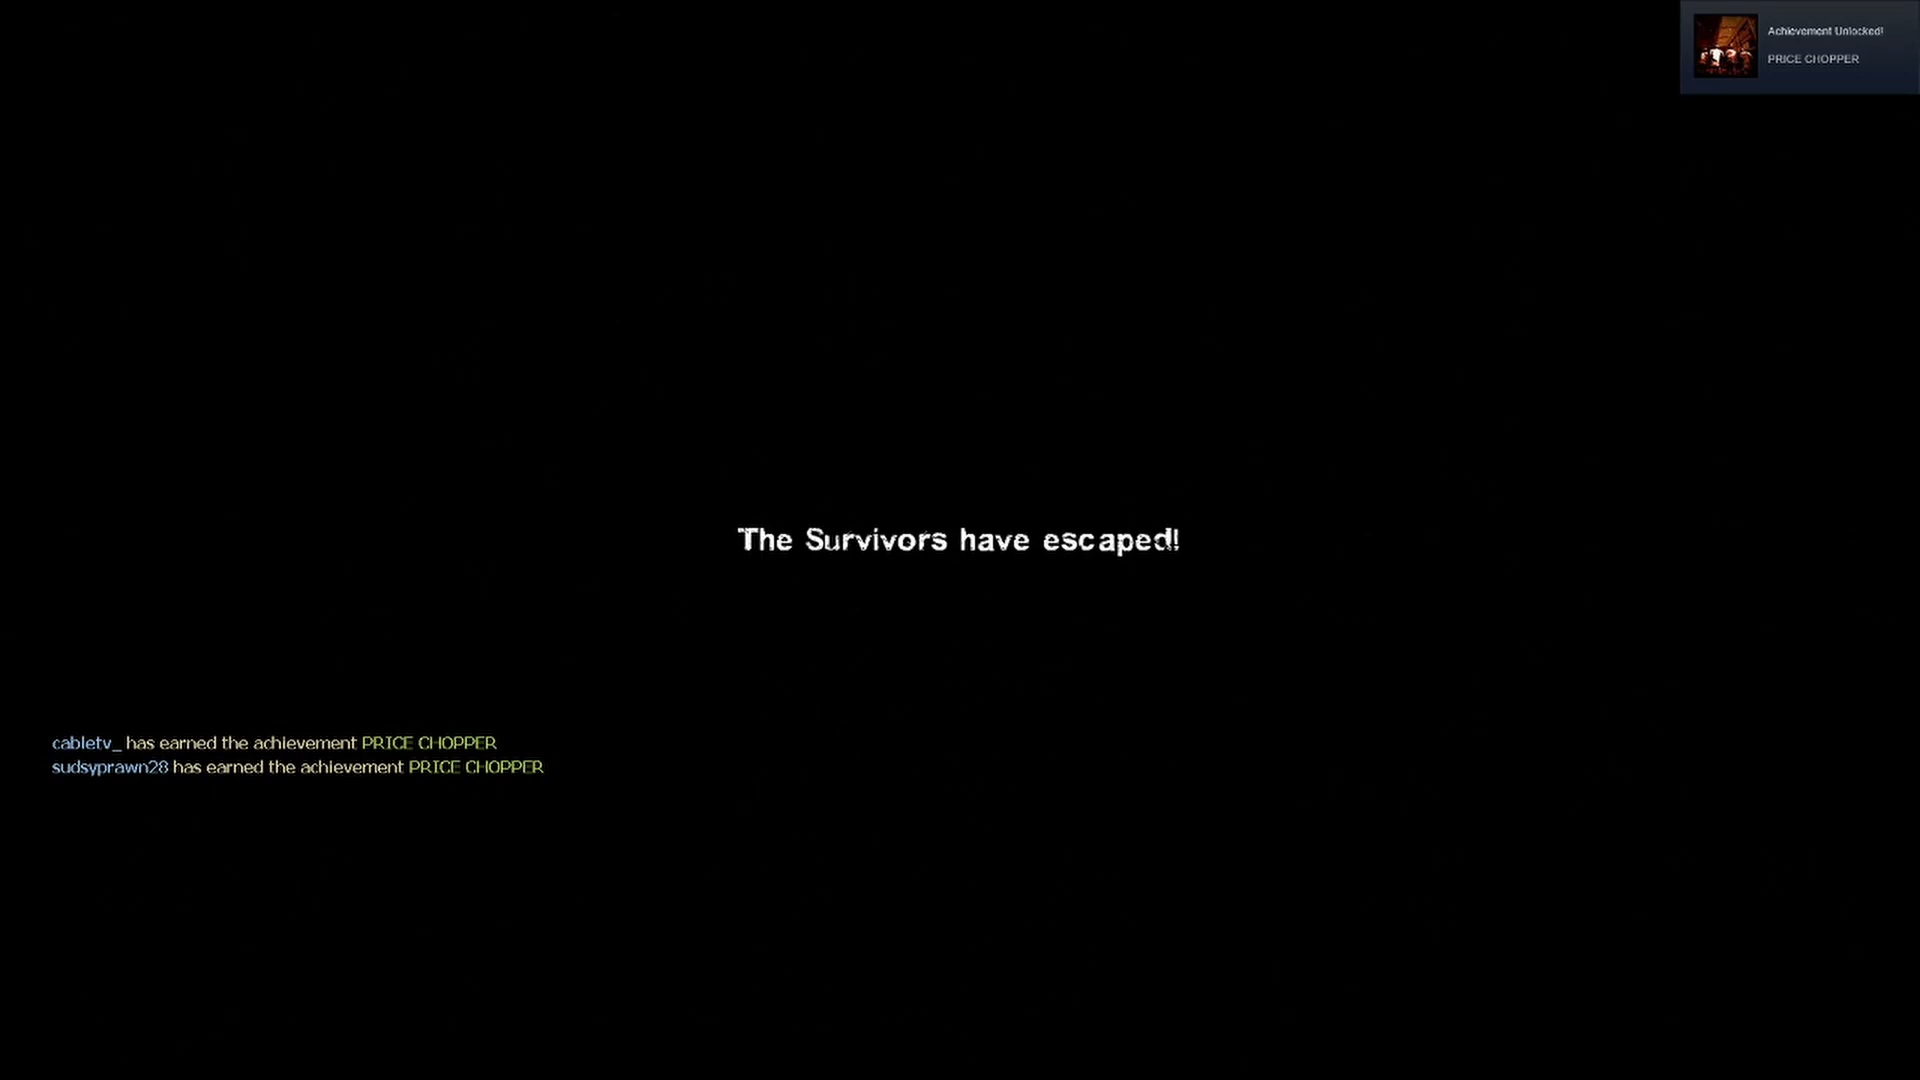 Achievement Unlocked!
PRICE CHOPPER
The Survivors have escaped!
cabletv_ has earned the achievement PRICE CHOPPER
sudsyprawn28 has earned the achievement PRICE CHOPPER